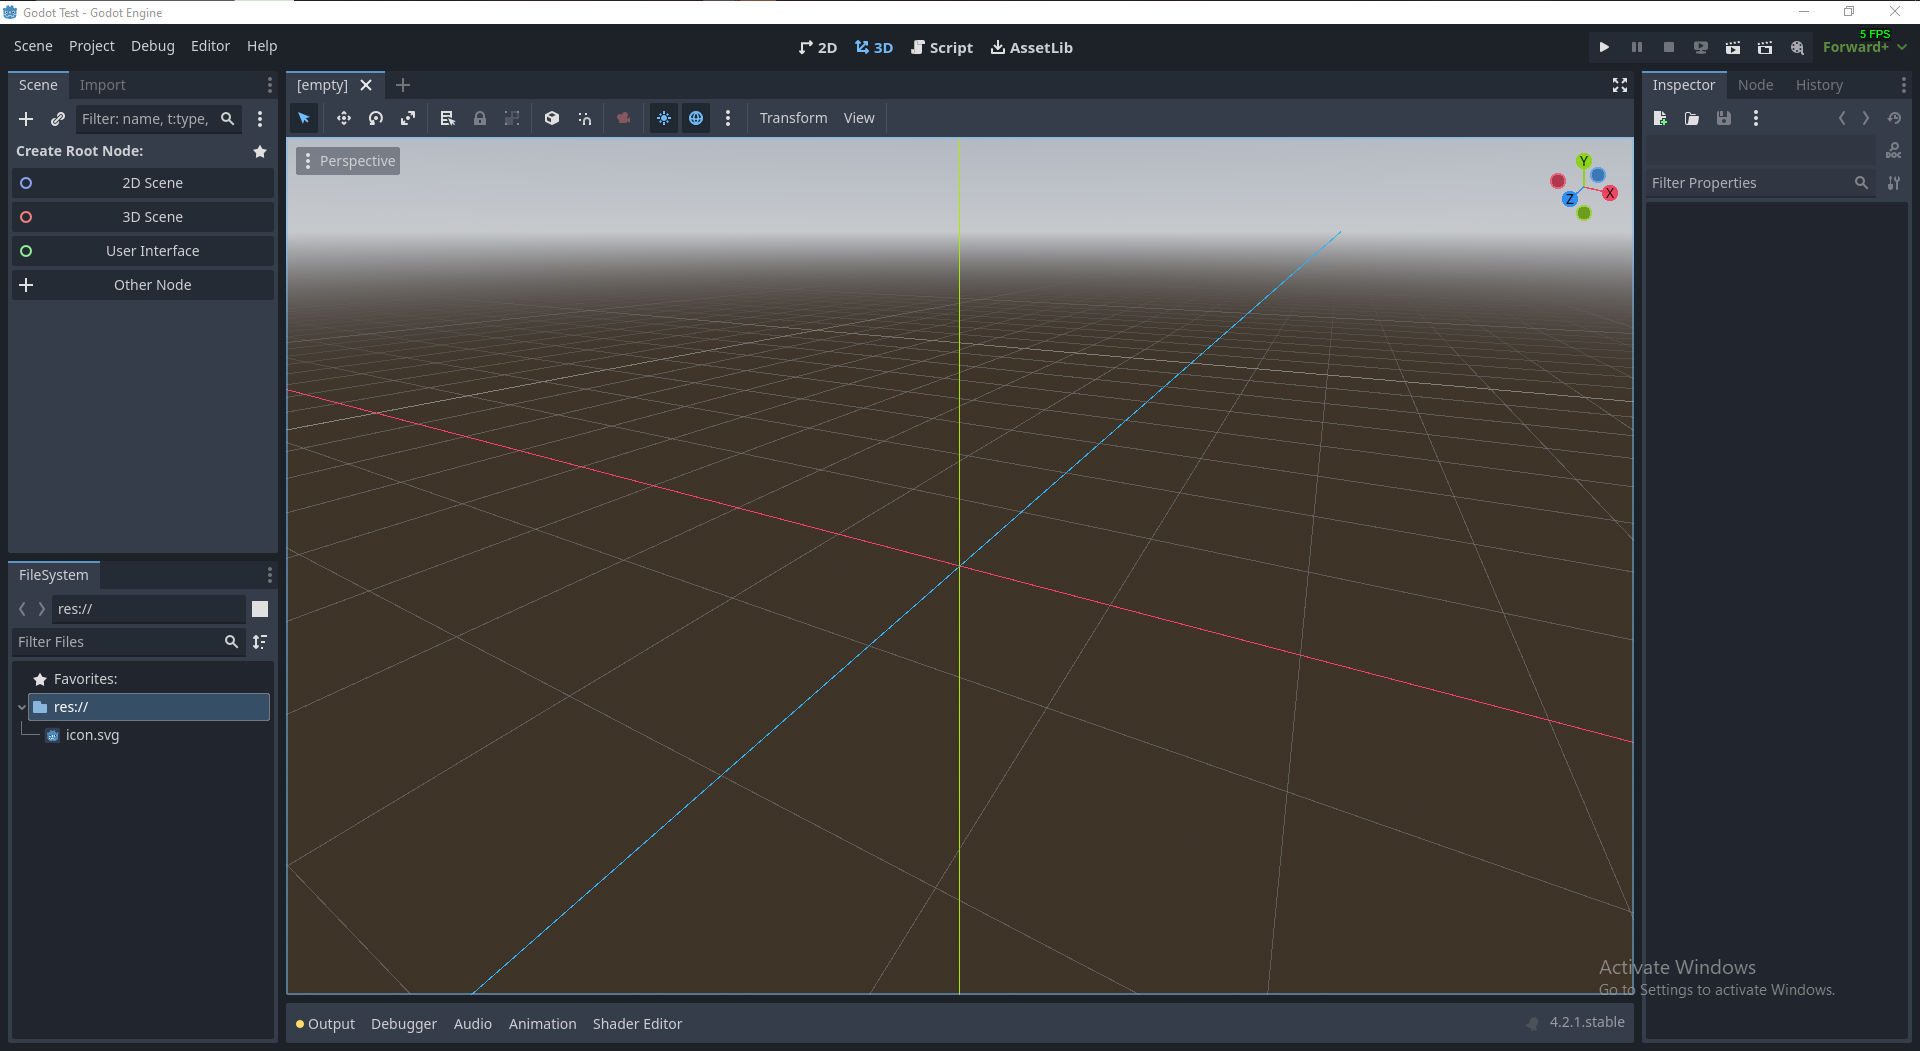 Godot Test - Godot Engine
Scene Project Debug Editor Help
2D 3D Script AssetLib
5 FPS
Forward+
Scene Import
Filter: name, t:type,
Create Root Node:
2D Scene
3D Scene
User Interface
Other Node
FileSystem
res://
Filter Files
Favorites:
res://
icon.svg
[empty]
Transform View
Perspective
Y
X
Z
Output Debugger Audio Animation Shader Editor
4.2.1.stable
Inspector Node History
DOC
Filter Properties
Activate Windows
Go to Settings to activate Windows.